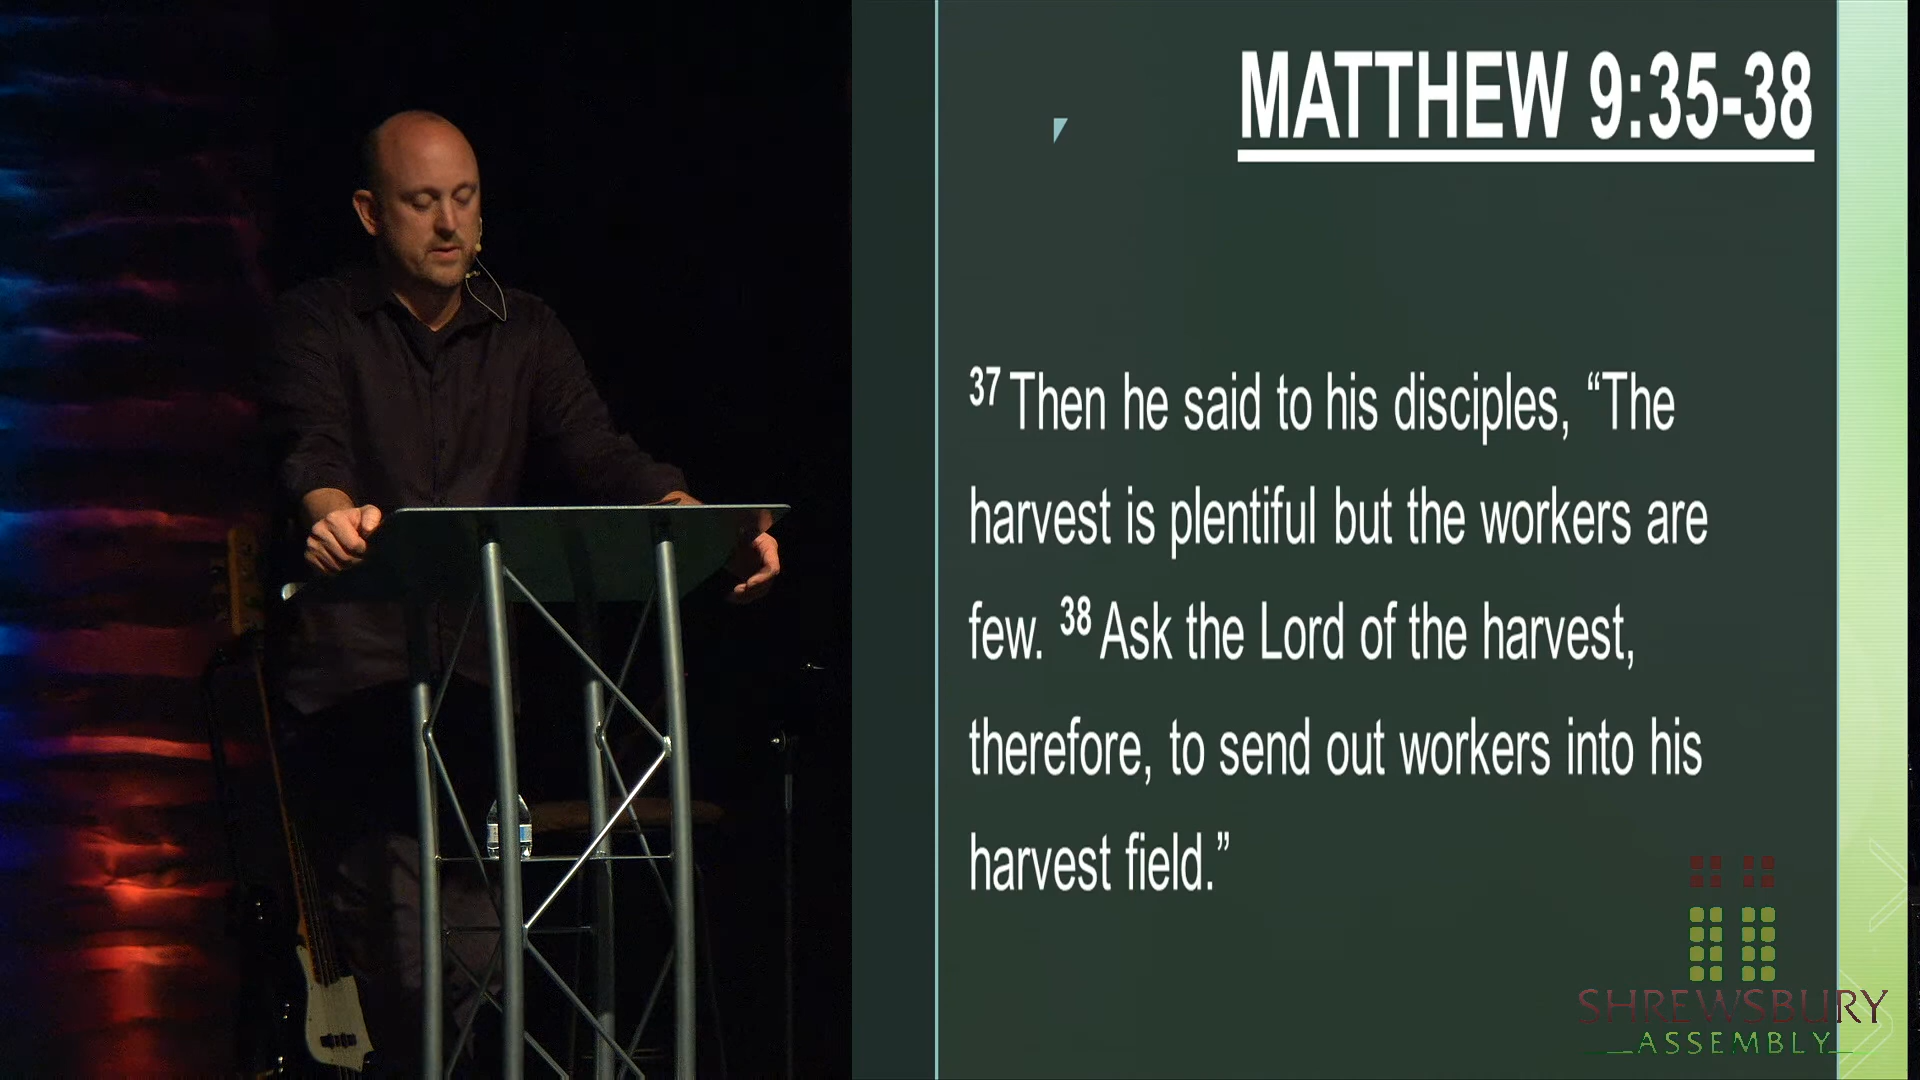 MATTHEW 9:35-38
37 Then he said to his disciples, “The
harvest is plentiful but the workers are
few. 38 Ask the Lord of the harvest,
therefore, to send out workers into his
harvest field.”
SHREWSBURY
ASSEMBLY